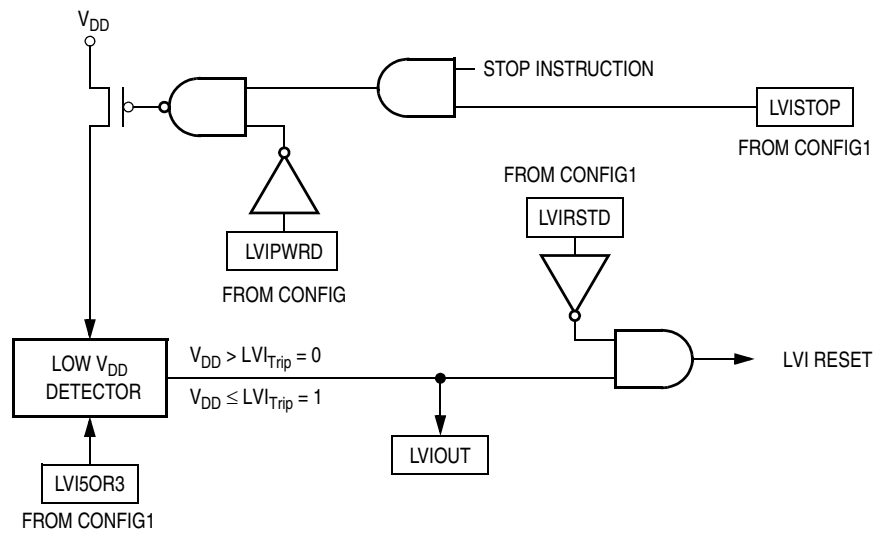 VDD
STOP INSTRUCTION
LVISTOP
FROM CONFIG1
FROM CONFIG1
LVIRSTD
LVIPWRD
FROM CONFIG
LOW VDD
DETECTOR
VDD > LVITrip = 0
VDD ≤ LVITrip = 1
LVI RESET
LVIOUT
LVI5OR3
FROM CONFIG1